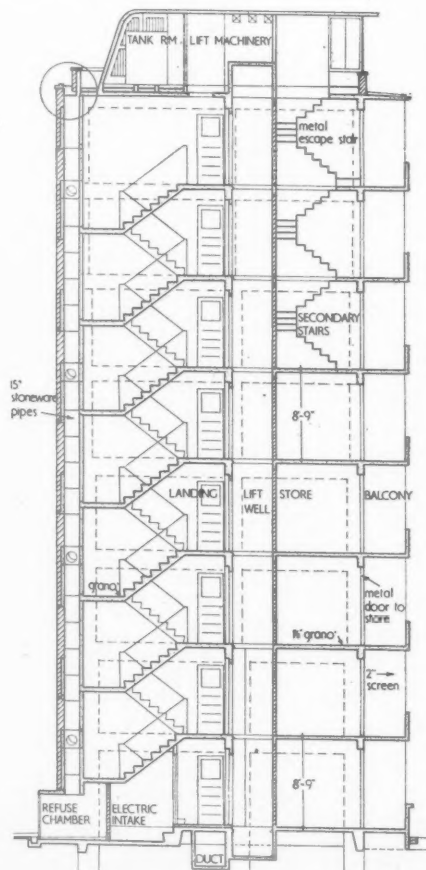 TANK RM
LIFT MACHINERY
metal
escape stair
SECONDARY
STAIRS
15"
stoneware
pipes
8'-9"
LANDING
LIFT
WELL
STORE
BALCONY
grano
metal
door to
store
1½" grano
2"
screen
8'-9"
REFUSE
CHAMBER
ELECTRIC
INTAKE
DUCT